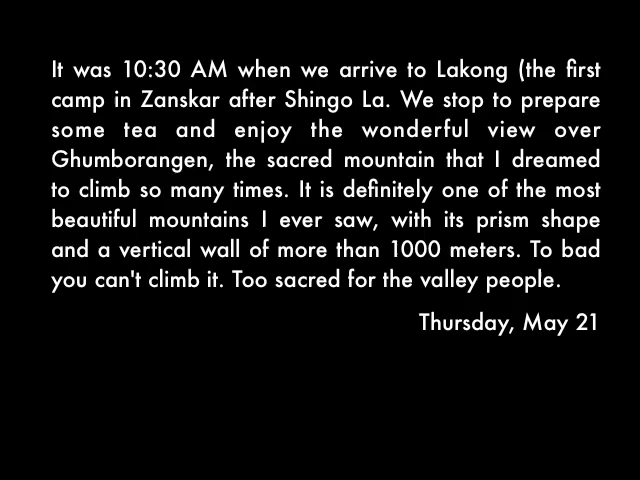 It was 10:30 AM when we arrive to Lakong (the first
camp in Zanskar after Shingo La. We stop to prepare
some tea and enjoy the wonderful view over
Ghumborangen, the sacred mountain that I dreamed
to climb so many times. It is definitely one of the most
beautiful mountains I ever saw, with its prism shape
and a vertical wall of more than 1000 meters. To bad
you can't climb it. Too sacred for the valley people.
Thursday, May 21